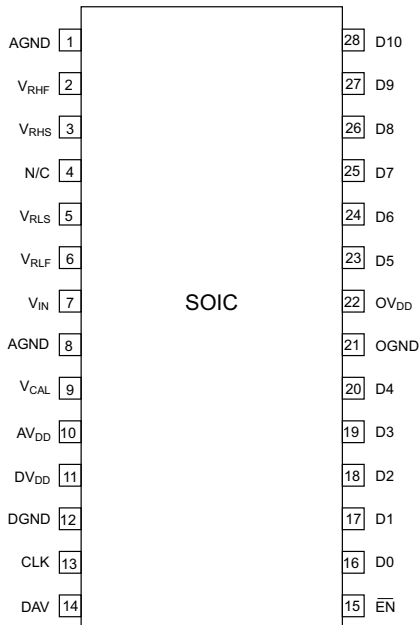 AGND 1
V_RHF 2
V_RHS 3
N/C 4
V_RLS 5
V_RLF 6
V_IN 7
AGND 8
V_CAL 9
AV_DD 10
DV_DD 11
DGND 12
CLK 13
DAV 14
SOIC
28 D10
27 D9
26 D8
25 D7
24 D6
23 D5
22 OV_DD
21 OGND
20 D4
19 D3
18 D2
17 D1
16 D0
15 E̅N̅